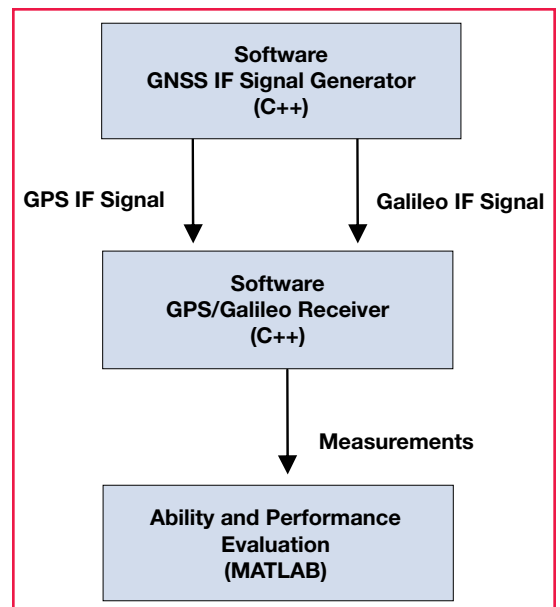 Software
GNSS IF Signal Generator
(C++)
GPS IF Signal
Galileo IF Signal
Software
GPS/Galileo Receiver
(C++)
Measurements
Ability and Performance
Evaluation
(MATLAB)